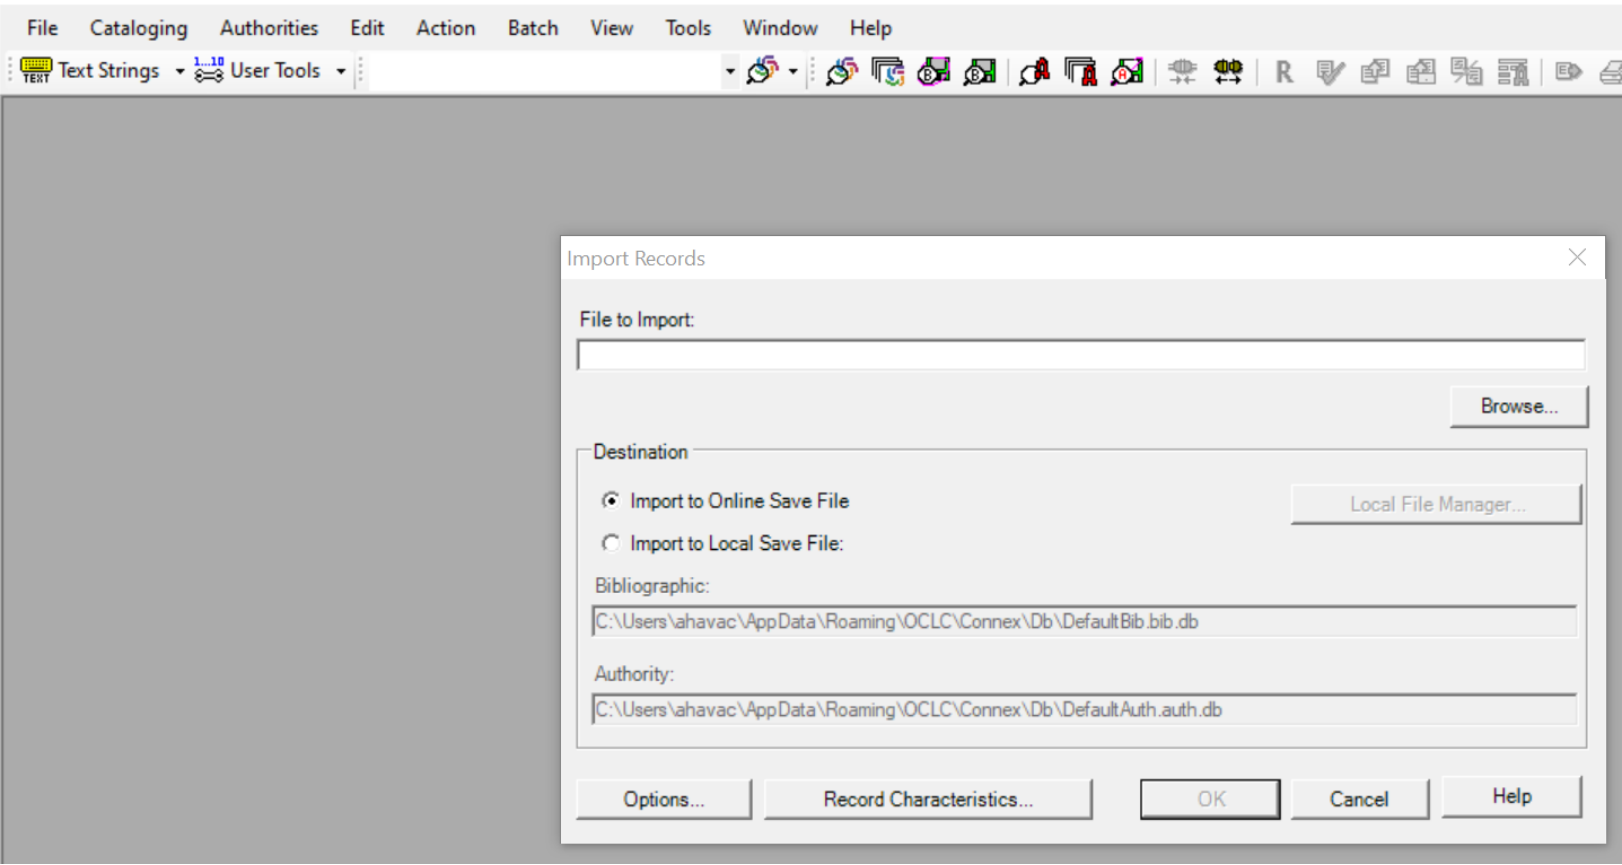 File Cataloging Authorities Edit Action Batch View Tools Window Help
TEXT Text Strings 1...10 User Tools B B A R
Import Records
File to Import:
Browse...
Destination
Import to Online Save File
Local File Manager...
Import to Local Save File:
Bibliographic:
C:\Users\ahavac\AppData\Roaming\OCLC\Connex\Db\DefaultBib.bib.db
Authority:
C:\Users\ahavac\AppData\Roaming\OCLC\Connex\Db\DefaultAuth.auth.db
Options... Record Characteristics... OK Cancel Help